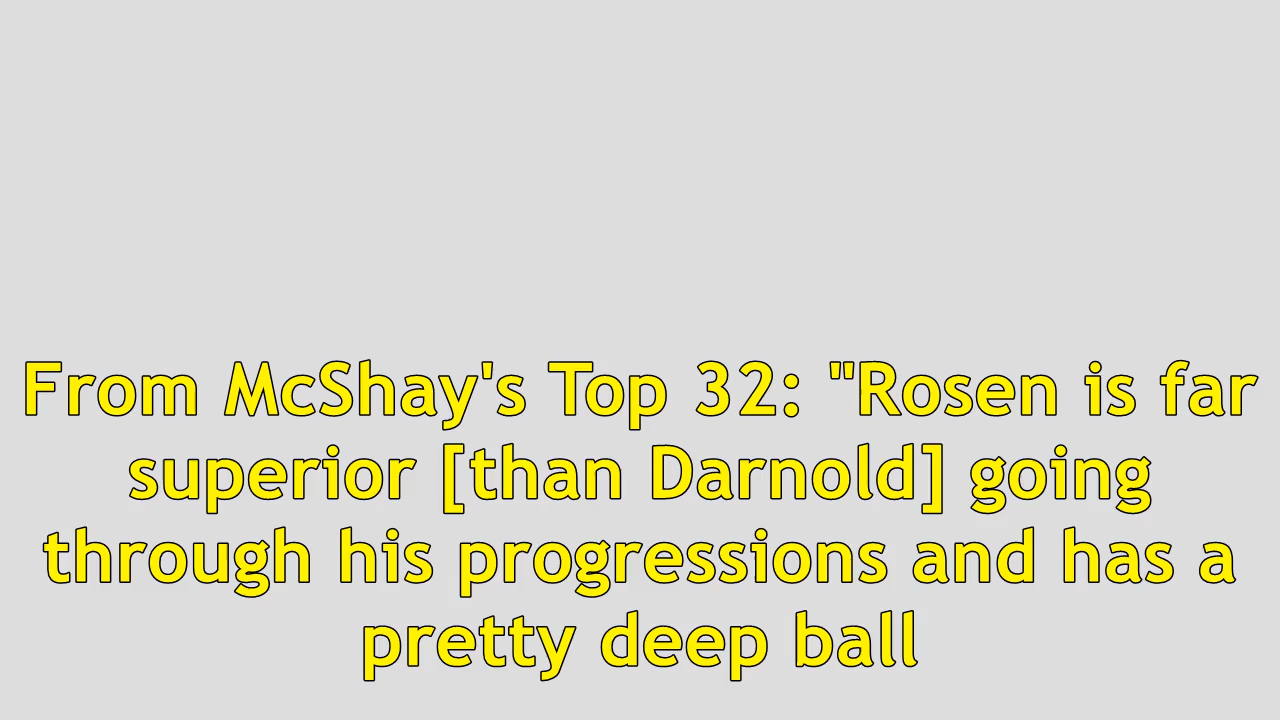 From McShay's Top 32: "Rosen is far
superior [than Darnold] going
through his progressions and has a
pretty deep ball